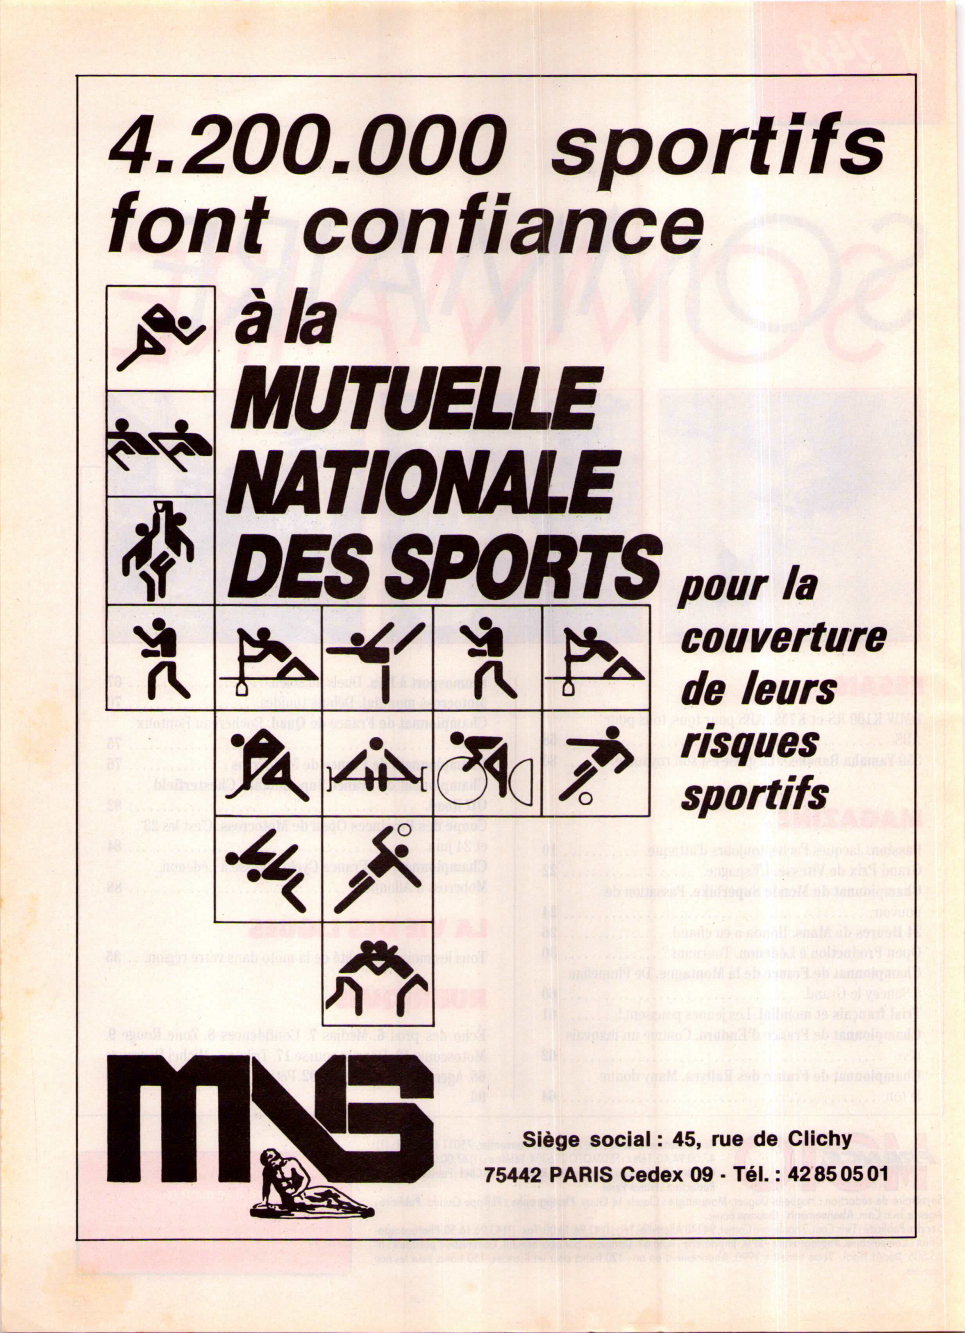 4.200.000 sportifs
font confiance
à la
MUTUELLE
NATIONALE
DES SPORTS
pour la
couverture
de leurs
risques
sportifs
MNS
Siège social : 45, rue de Clichy
75442 PARIS Cedex 09 - Tél. : 42 85 05 01